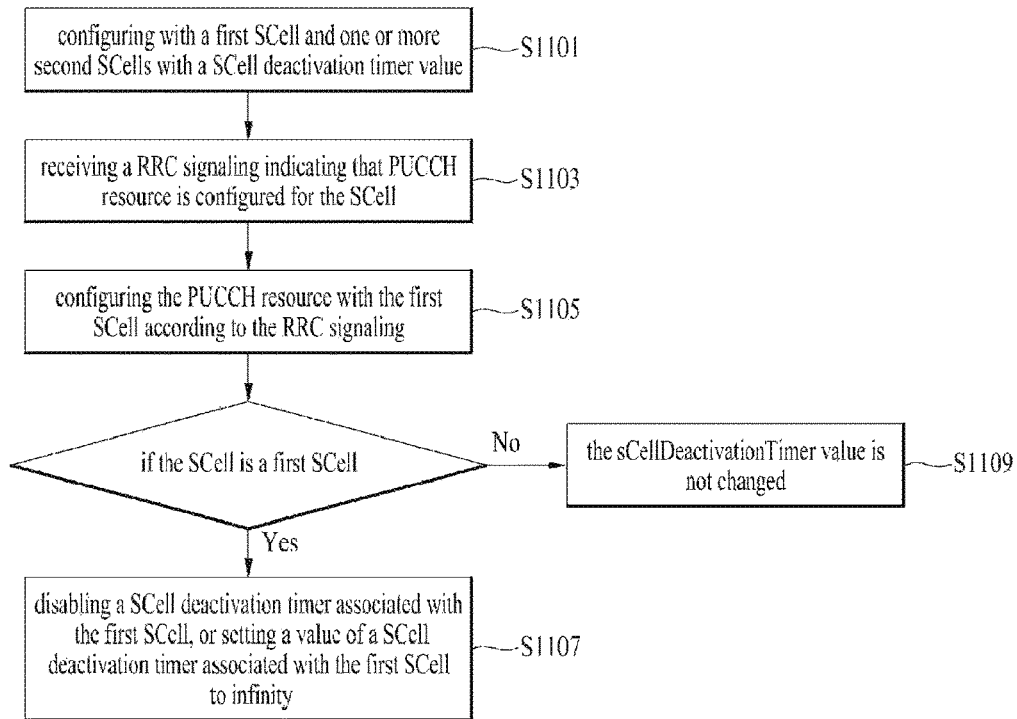 configuring with a first SCell and one or more
second SCells with a SCell deactivation timer value
S1101
receiving a RRC signaling indicating that PUCCH
resource is configured for the SCell
S1103
configuring the PUCCH resource with the first
SCell according to the RRC signaling
S1105
if the SCell is a first SCell
No
the sCellDeactivationTimer value is
not changed
S1109
Yes
disabling a SCell deactivation timer associated with
the first SCell, or setting a value of a SCell
deactivation timer associated with the first SCell
to infinity
S1107